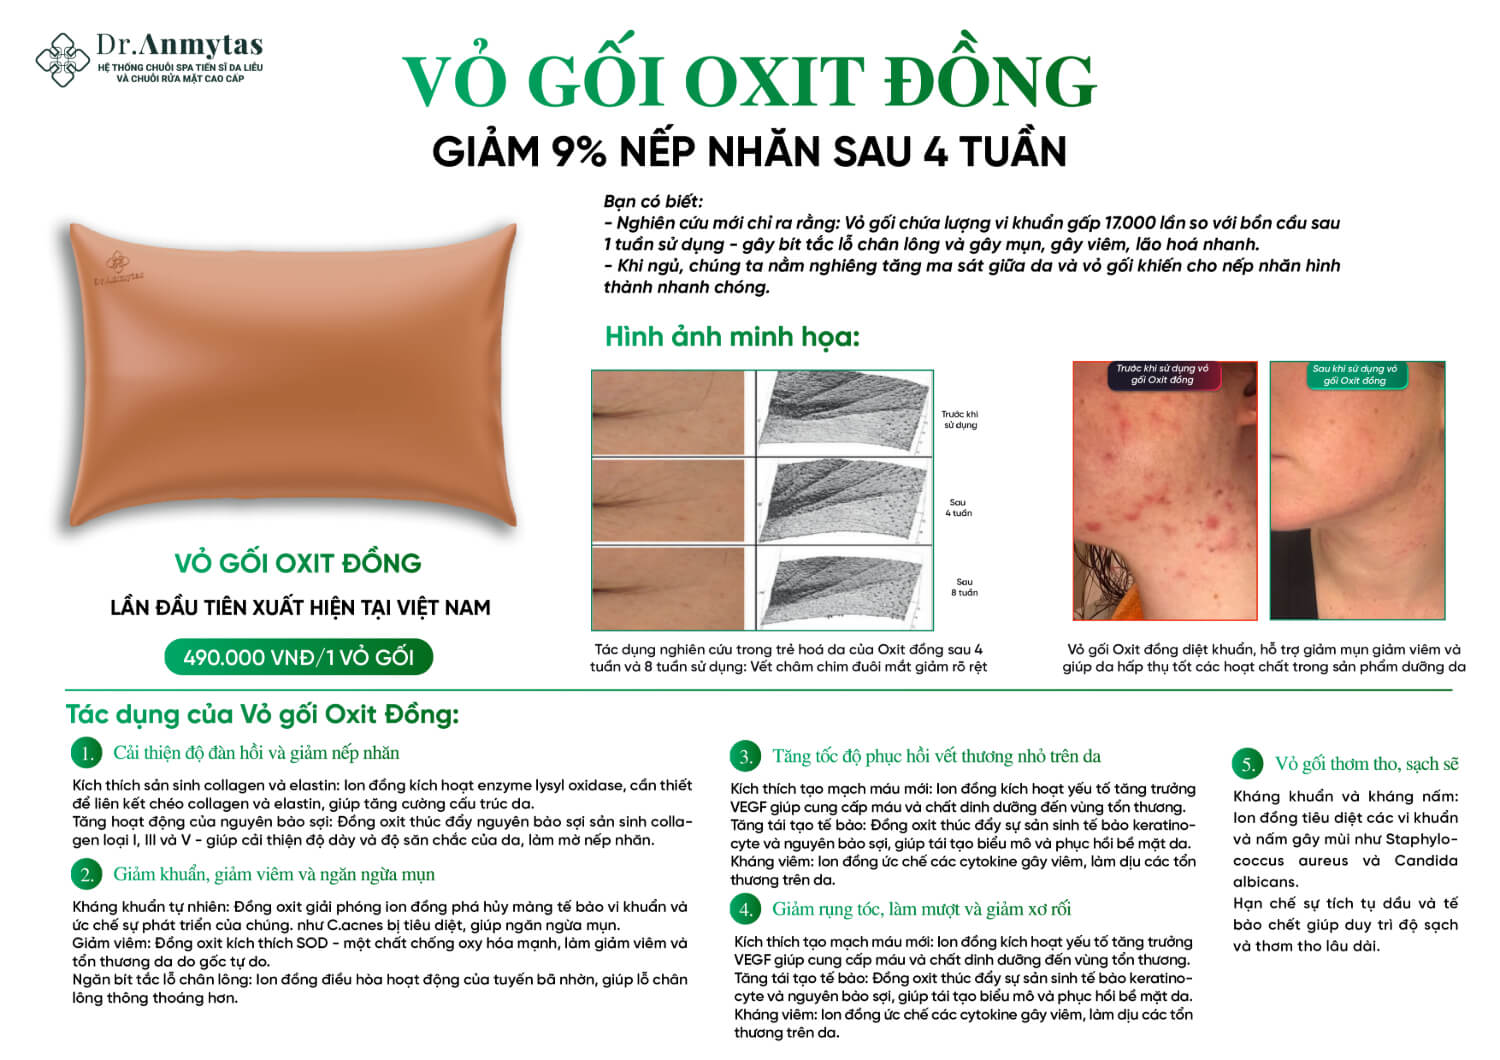 Dr.Anmytas
HỆ THỐNG CHUỖI SPA TIẾN SĨ DA LIỄU
VÀ CHUỖI RỬA MẶT CAO CẤP
VỎ GỐI OXIT ĐỒNG
GIẢM 9% NẾP NHĂN SAU 4 TUẦN
Dr.Anmytas
VỎ GỐI OXIT ĐỒNG
LẦN ĐẦU TIÊN XUẤT HIỆN TẠI VIỆT NAM
490.000 VNĐ/1 VỎ GỐI
Bạn có biết:
- Nghiên cứu mới chỉ ra rằng: Vỏ gối chứa lượng vi khuẩn gấp 17.000 lần so với bồn cầu sau
1 tuần sử dụng - gây bít tắc lỗ chân lông và gây mụn, gây viêm, lão hoá nhanh.
- Khi ngủ, chúng ta nằm nghiêng tăng ma sát giữa da và vỏ gối khiến cho nếp nhăn hình
thành nhanh chóng.
Hình ảnh minh họa:
Trước khi
sử dụng
Sau
4 tuần
Sau
8 tuần
Tác dụng nghiên cứu trong trẻ hoá da của Oxit đồng sau 4
tuần và 8 tuần sử dụng: Vết chăm chim đuôi mắt giảm rõ rệt
Trước khi sử dụng vỏ
gối Oxit đồng
Sau khi sử dụng vỏ
gối Oxit đồng
Vỏ gối Oxit đồng diệt khuẩn, hỗ trợ giảm mụn giảm viêm và
giúp da hấp thụ tốt các hoạt chất trong sản phẩm dưỡng da
Tác dụng của Vỏ gối Oxit Đồng:
1. Cải thiện độ đàn hồi và giảm nếp nhăn
Kích thích sản sinh collagen và elastin: Ion đồng kích hoạt enzyme lysyl oxidase, cần thiết
để liên kết chéo collagen và elastin, giúp tăng cường cấu trúc da.
Tăng hoạt động của nguyên bào sợi: Đồng oxit thúc đẩy nguyên bào sợi sản sinh colla-
gen loại I, III và V - giúp cải thiện độ dày và độ săn chắc của da, làm mờ nếp nhăn.
2. Giảm khuẩn, giảm viêm và ngăn ngừa mụn
Kháng khuẩn tự nhiên: Đồng oxit giải phóng ion đồng phá hủy màng tế bào vi khuẩn và
ức chế sự phát triển của chúng. như C.acnes bị tiêu diệt, giúp ngăn ngừa mụn.
Giảm viêm: Đồng oxit kích thích SOD - một chất chống oxy hóa mạnh, làm giảm viêm và
tổn thương da do gốc tự do.
Ngăn bít tắc lỗ chân lông: Ion đồng điều hòa hoạt động của tuyến bã nhờn, giúp lỗ chân
lông thông thoáng hơn.
3. Tăng tốc độ phục hồi vết thương nhỏ trên da
Kích thích tạo mạch máu mới: Ion đồng kích hoạt yếu tố tăng trưởng
VEGF giúp cung cấp máu và chất dinh dưỡng đến vùng tổn thương.
Tăng tái tạo tế bào: Đồng oxit thúc đẩy sự sản sinh tế bào keratino-
cyte và nguyên bào sợi, giúp tái tạo biểu mô và phục hồi bề mặt da.
Kháng viêm: Ion đồng ức chế các cytokine gây viêm, làm dịu các tổn
thương trên da.
4. Giảm rụng tóc, làm mượt và giảm xơ rối
Kích thích tạo mạch máu mới: Ion đồng kích hoạt yếu tố tăng trưởng
VEGF giúp cung cấp máu và chất dinh dưỡng đến vùng tổn thương.
Tăng tái tạo tế bào: Đồng oxit thúc đẩy sự sản sinh tế bào keratino-
cyte và nguyên bào sợi, giúp tái tạo biểu mô và phục hồi bề mặt da.
Kháng viêm: Ion đồng ức chế các cytokine gây viêm, làm dịu các tổn
thương trên da.
5. Vỏ gối thơm tho, sạch sẽ
Kháng khuẩn và kháng nấm:
Ion đồng tiêu diệt các vi khuẩn
và nấm gây mùi như Staphylo-
coccus aureus và Candida
albicans.
Hạn chế sự tích tụ dầu và tế
bào chết giúp duy trì độ sạch
và thơm tho lâu dài.